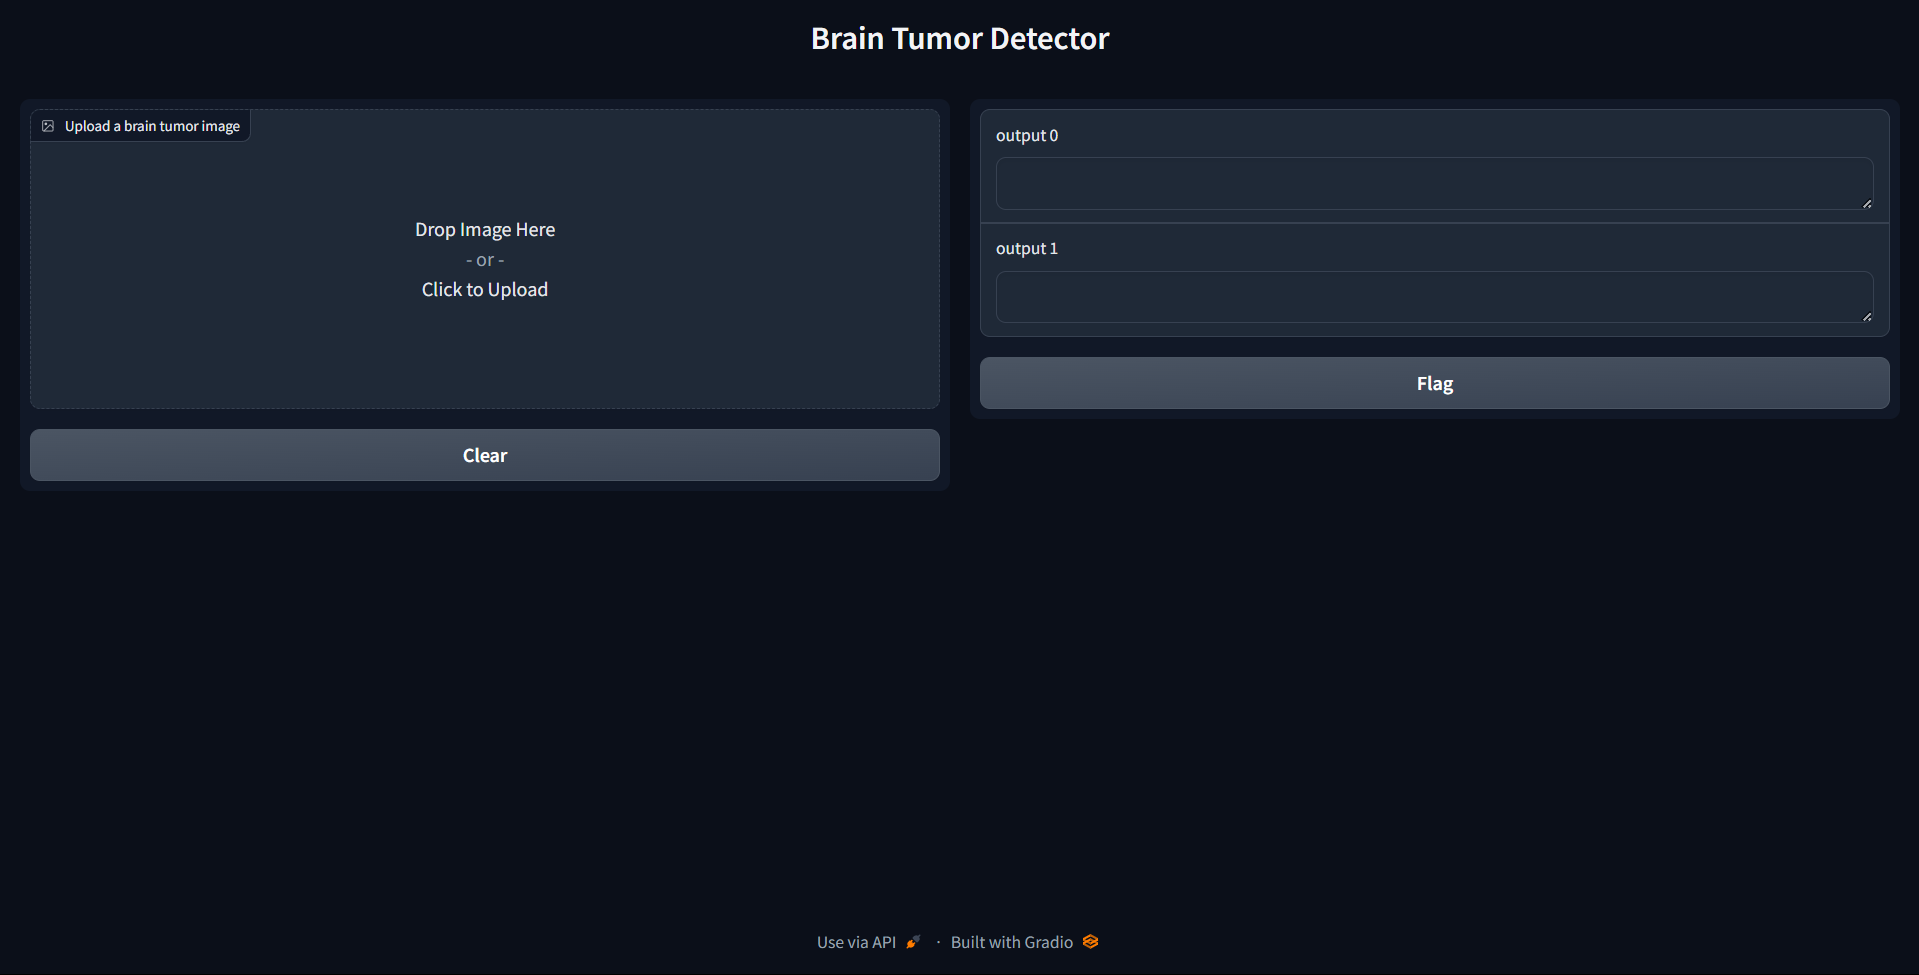 Brain Tumor Detector
Upload a brain tumor image
Drop Image Here
- or -
Click to Upload
Clear
output 0
output 1
Flag
Use via API · Built with Gradio